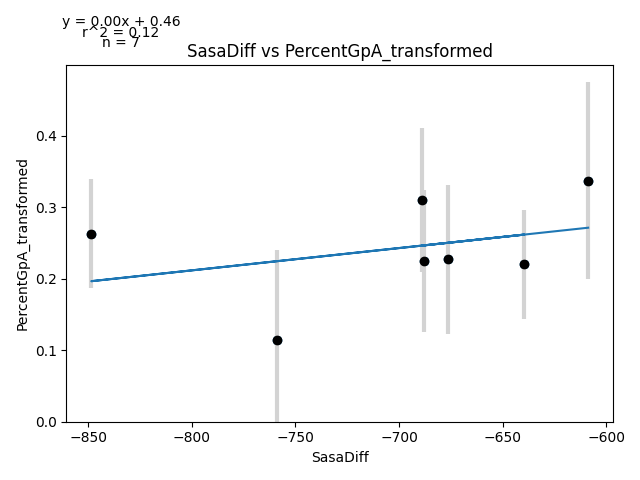 y = 0.00x + 0.46
r^2 = 0.12
n = 7
SasaDiff vs PercentGpA_transformed
PercentGpA_transformed
0.4
0.3
0.2
0.1
0.0
−850
−800
−750
−700
−650
−600
SasaDiff